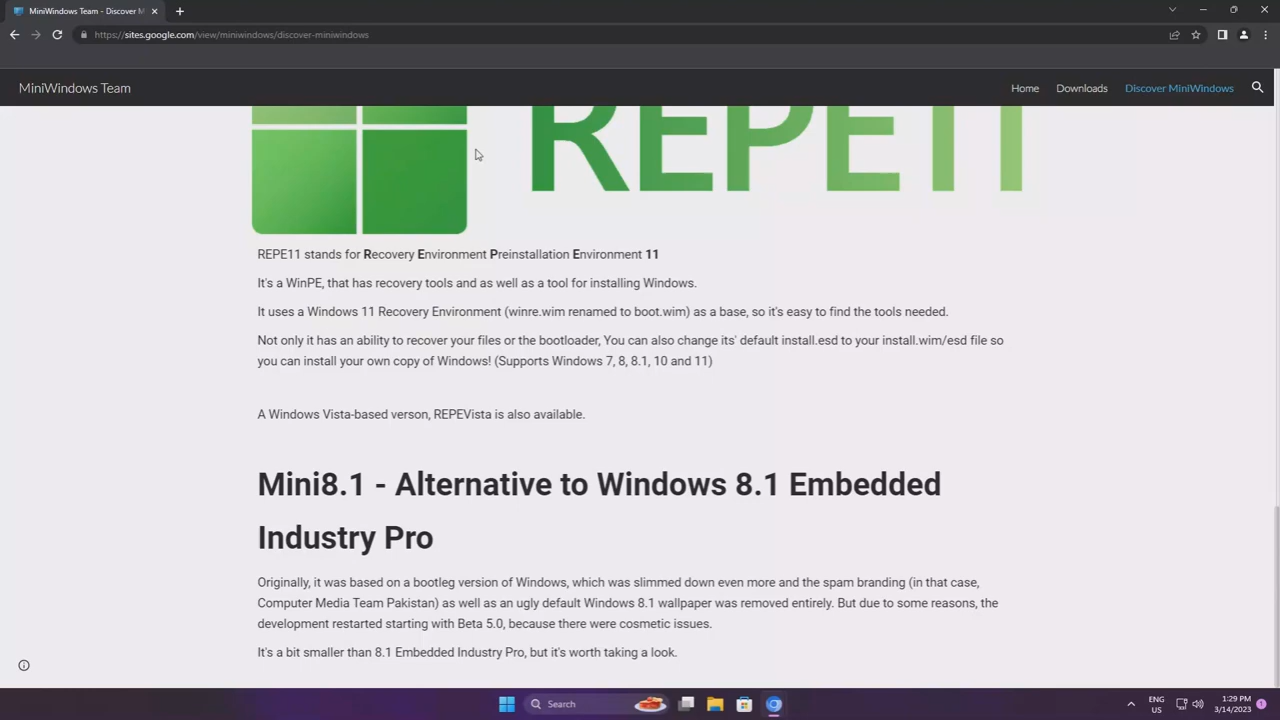 MiniWindows Team - Discover M
https://sites.google.com/view/miniwindows/discover-miniwindows
MiniWindows Team
Home
Downloads
Discover MiniWindows
REPE11
REPE11 stands for Recovery Environment Preinstallation Environment 11
It's a WinPE, that has recovery tools and as well as a tool for installing Windows.
It uses a Windows 11 Recovery Environment (winre.wim renamed to boot.wim) as a base, so it's easy to find the tools needed.
Not only it has an ability to recover your files or the bootloader, You can also change its' default install.esd to your install.wim/esd file so
you can install your own copy of Windows! (Supports Windows 7, 8, 8.1, 10 and 11)
A Windows Vista-based verson, REPEVista is also available.
Mini8.1 - Alternative to Windows 8.1 Embedded
Industry Pro
Originally, it was based on a bootleg version of Windows, which was slimmed down even more and the spam branding (in that case,
Computer Media Team Pakistan) as well as an ugly default Windows 8.1 wallpaper was removed entirely. But due to some reasons, the
development restarted starting with Beta 5.0, because there were cosmetic issues.
It's a bit smaller than 8.1 Embedded Industry Pro, but it's worth taking a look.
Search
ENG
US
1:29 PM
3/14/2023
1